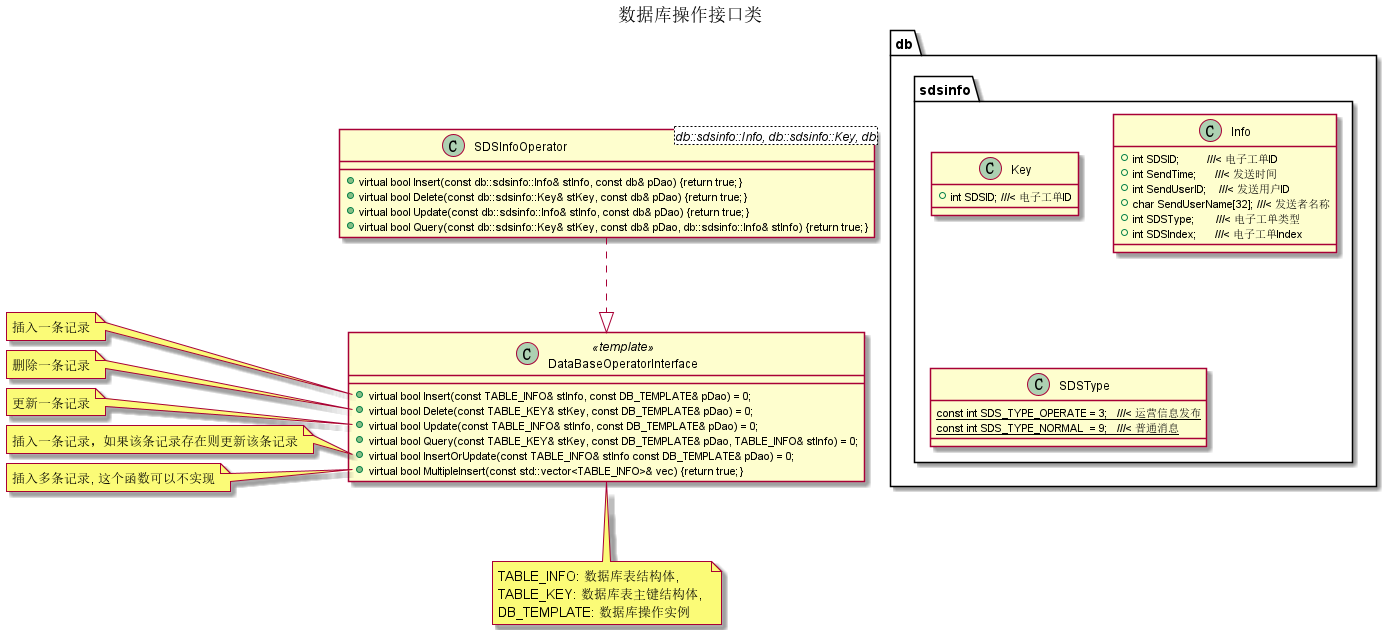 数据库操作接口类
db
sdsinfo
db::sdsinfo::Info, db::sdsinfo::Key, db
C SDSInfoOperator
virtual bool Insert(const db::sdsinfo::Info& stInfo, const db& pDao) {return true; }
virtual bool Delete(const db::sdsinfo::Key& stKey, const db& pDao) {return true; }
virtual bool Update(const db::sdsinfo::Info& stInfo, const db& pDao) {return true; }
virtual bool Query(const db::sdsinfo::Key& stKey, const db& pDao, db::sdsinfo::Info& stInfo) {return true; }
C Key
int SDSID; ///< 电子工单ID
C Info
int SDSID; ///< 电子工单ID
int SendTime; ///< 发送时间
int SendUserID; ///< 发送用户ID
char SendUserName[32]; ///< 发送者名称
int SDSType; ///< 电子工单类型
int SDSIndex; ///< 电子工单Index
插入一条记录
删除一条记录
更新一条记录
插入一条记录，如果该条记录存在则更新该条记录
插入多条记录, 这个函数可以不实现
«template»
C DataBaseOperatorInterface
virtual bool Insert(const TABLE_INFO& stInfo, const DB_TEMPLATE& pDao) = 0;
virtual bool Delete(const TABLE_KEY& stKey, const DB_TEMPLATE& pDao) = 0;
virtual bool Update(const TABLE_INFO& stInfo, const DB_TEMPLATE& pDao) = 0;
virtual bool Query(const TABLE_KEY& stKey, const DB_TEMPLATE& pDao, TABLE_INFO& stInfo) = 0;
virtual bool InsertOrUpdate(const TABLE_INFO& stInfo const DB_TEMPLATE& pDao) = 0;
virtual bool MultipleInsert(const std::vector<TABLE_INFO>& vec) {return true; }
C SDSType
const int SDS_TYPE_OPERATE = 3; ///< 运营信息发布
const int SDS_TYPE_NORMAL = 9; ///< 普通消息
TABLE_INFO: 数据库表结构体,
TABLE_KEY: 数据库表主键结构体,
DB_TEMPLATE: 数据库操作实例